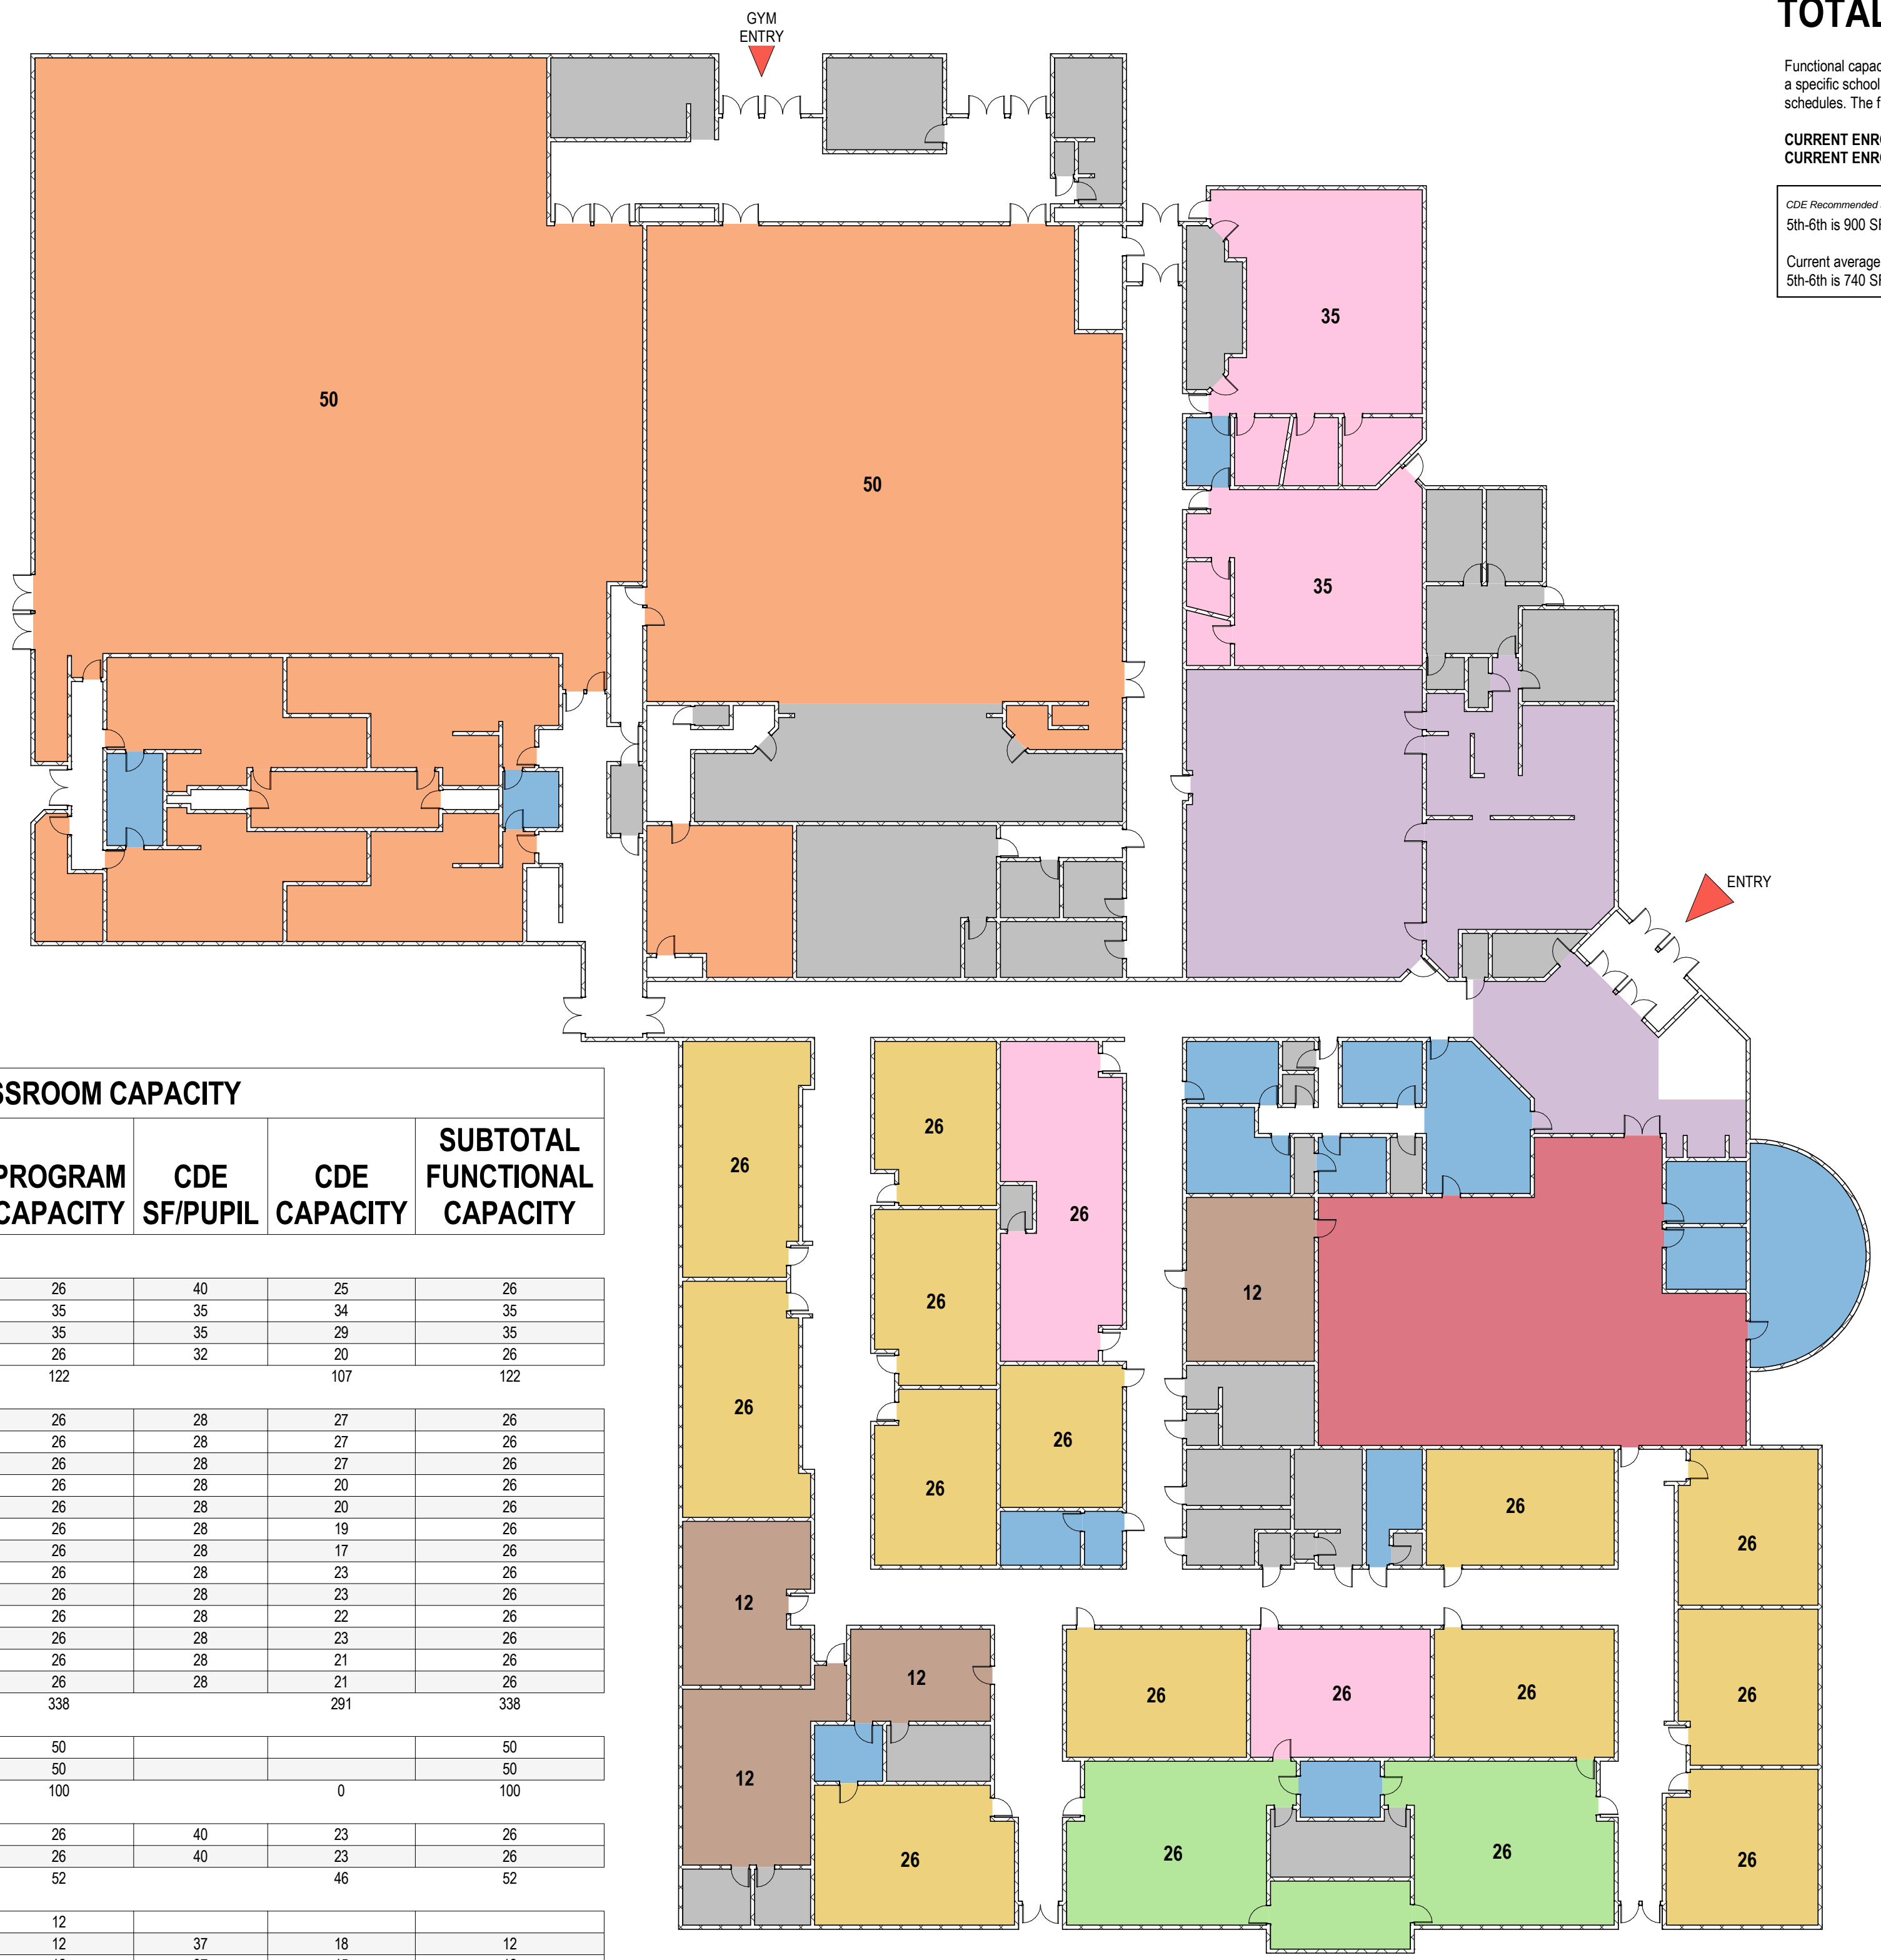 TOTAL
GYM
ENTRY
Functional capac
a specific school
schedules. The f
CURRENT ENR
CURRENT ENR
CDE Recommended
5th-6th is 900 SF
Current average
5th-6th is 740 SF
35
50
50
35
ENTRY
SSROOM CAPACITY
PROGRAM CAPACITY CDE SF/PUPIL CDE CAPACITY SUBTOTAL FUNCTIONAL CAPACITY
26 40 25 26
35 35 34 35
35 35 29 35
26 32 20 26
122 107 122
26 28 27 26
26 28 27 26
26 28 27 26
26 28 20 26
26 28 20 26
26 28 19 26
26 28 17 26
26 28 23 26
26 28 23 26
26 28 22 26
26 28 23 26
26 28 21 26
26 28 21 26
338 291 338
50 50
50 50
100 0 100
26 40 23 26
26 40 23 26
52 46 52
12
12 37 18 12
26
26
26
26
12
26
26
26
26
26
26
12
12
26
26
26
26
12
26
26
26
26